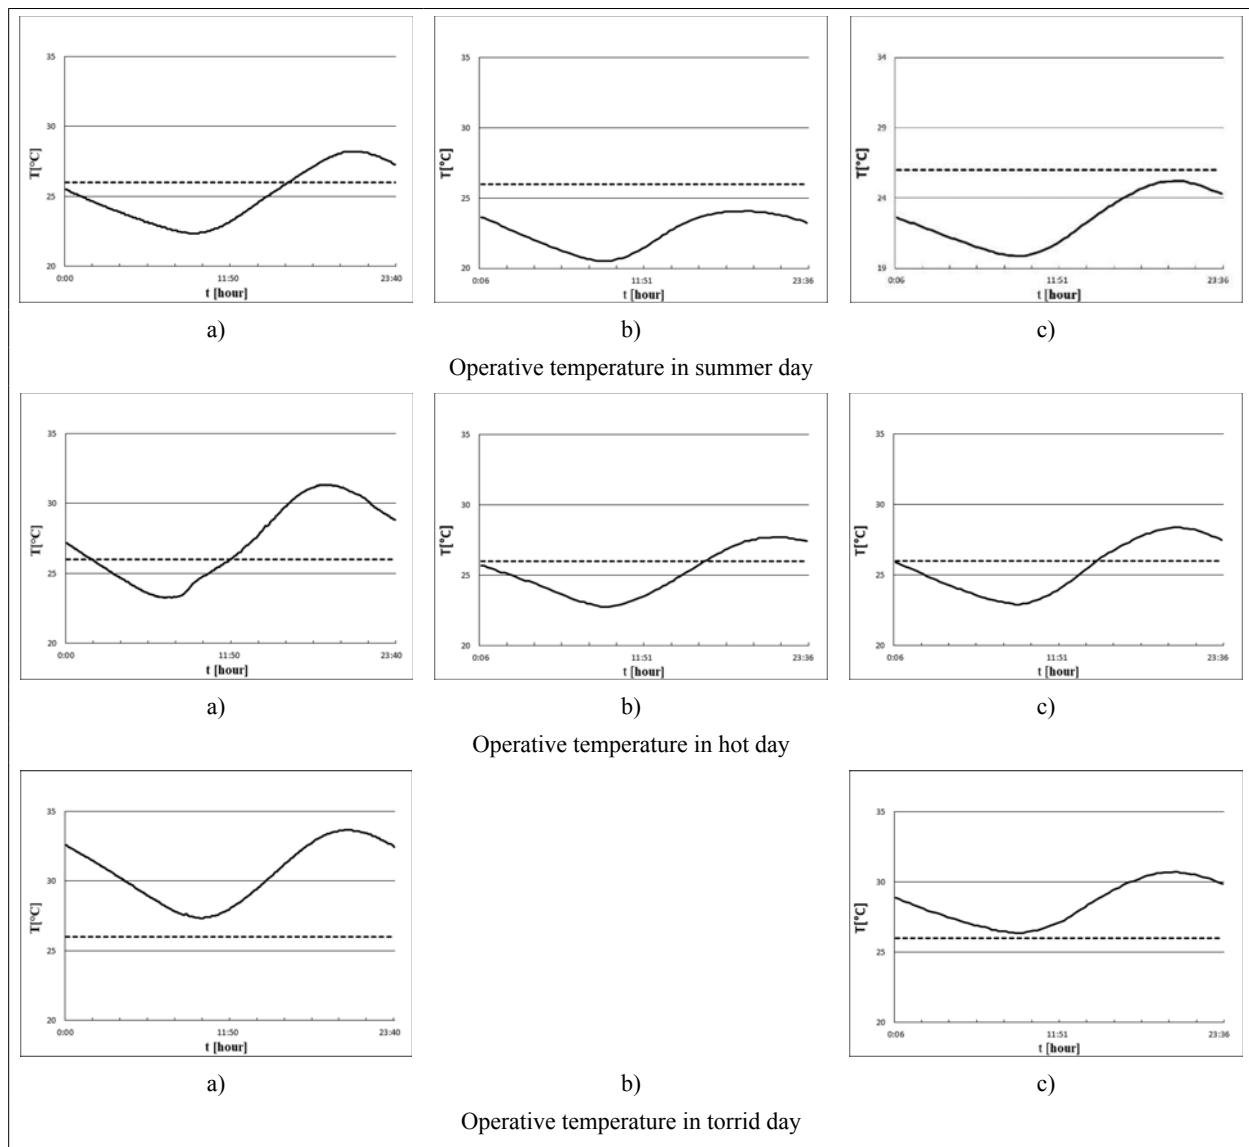 35
30
25
20
T[°C]
0:00 11:50 23:40
t [hour]
35
30
25
20
T[°C]
0:06 11:51 23:36
t [hour]
34
29
24
19
T[°C]
0:06 11:51 23:36
t [hour]
a) b) c)
Operative temperature in summer day
35
30
25
20
T[°C]
0:00 11:50 23:40
t [hour]
35
30
25
20
T[°C]
0:06 11:51 23:36
t [hour]
35
30
25
20
T[°C]
0:06 11:51 23:36
t [hour]
a) b) c)
Operative temperature in hot day
35
30
25
20
T[°C]
0:00 11:50 23:40
t [hour]
35
30
25
20
T[°C]
0:06 11:51 23:36
t [hour]
a) b) c)
Operative temperature in torrid day